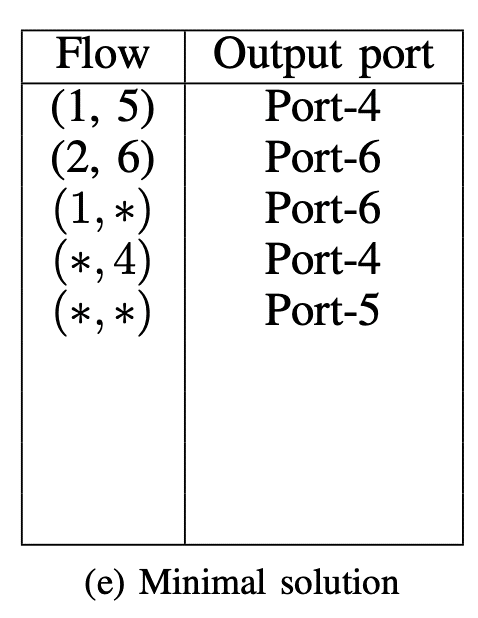 Flow Output port
(1, 5) Port-4
(2, 6) Port-6
(1, ∗) Port-6
(∗, 4) Port-4
(∗, ∗) Port-5
(e) Minimal solution